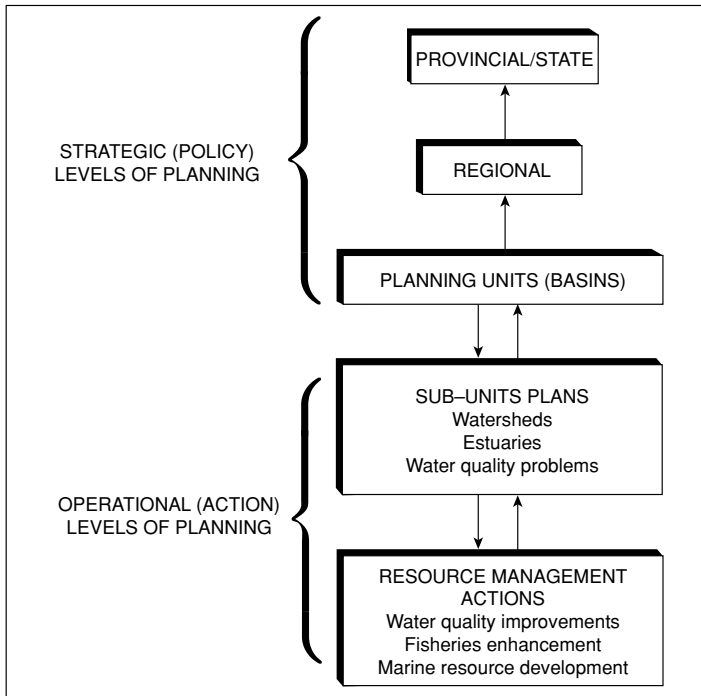 PROVINCIAL/STATE
STRATEGIC (POLICY)
LEVELS OF PLANNING
REGIONAL
PLANNING UNITS (BASINS)
SUB–UNITS PLANS
Watersheds
Estuaries
Water quality problems
OPERATIONAL (ACTION)
LEVELS OF PLANNING
RESOURCE MANAGEMENT
ACTIONS
Water quality improvements
Fisheries enhancement
Marine resource development